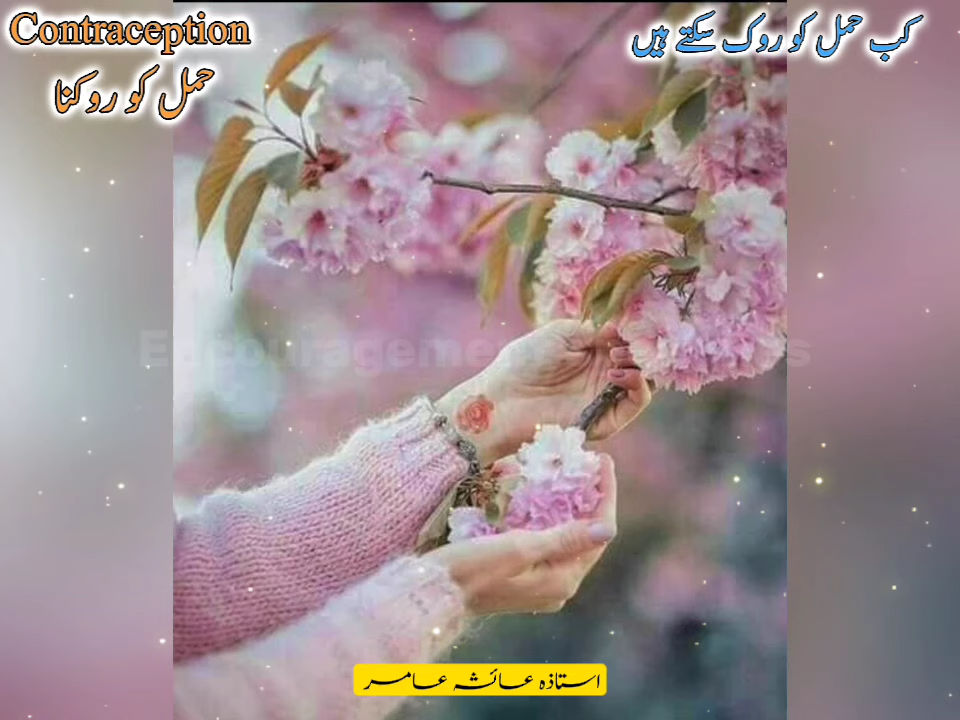 Contraception
حمل کو روکنا
کب حمل کو روک سکتے ہیں
استاذہ عائشہ عامر